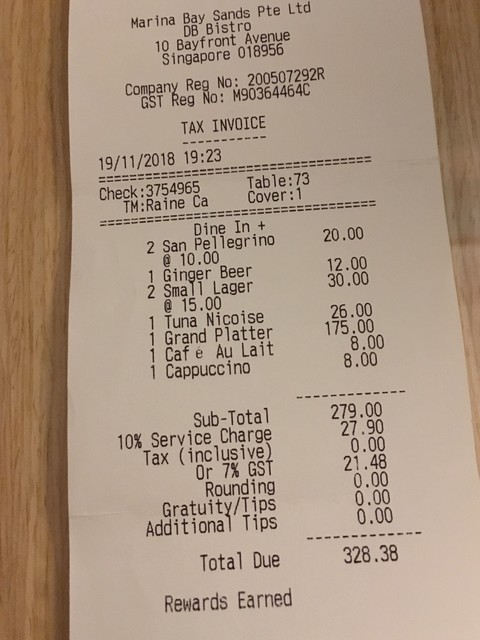 Marina Bay Sands Pte Ltd
DB Bistro
10 Bayfront Avenue
Singapore 018956
Company Reg No: 200507292R
GST Reg No: M90364464C
TAX INVOICE
-----------
19/11/2018 19:23
====================================
Check:3754965 Table:73
TM:Raine Ca Cover:1
====================================
Dine In +
2 San Pellegrino 20.00
@ 10.00
1 Ginger Beer 12.00
2 Small Lager 30.00
@ 15.00
1 Tuna Nicoise 26.00
1 Grand Platter 175.00
1 Café Au Lait 8.00
1 Cappuccino 8.00
--------------
Sub-Total 279.00
10% Service Charge 27.90
Tax (inclusive) 0.00
Or 7% GST 21.48
Rounding 0.00
Gratuity/Tips 0.00
Additional Tips 0.00
--------------
Total Due 328.38
Rewards Earned